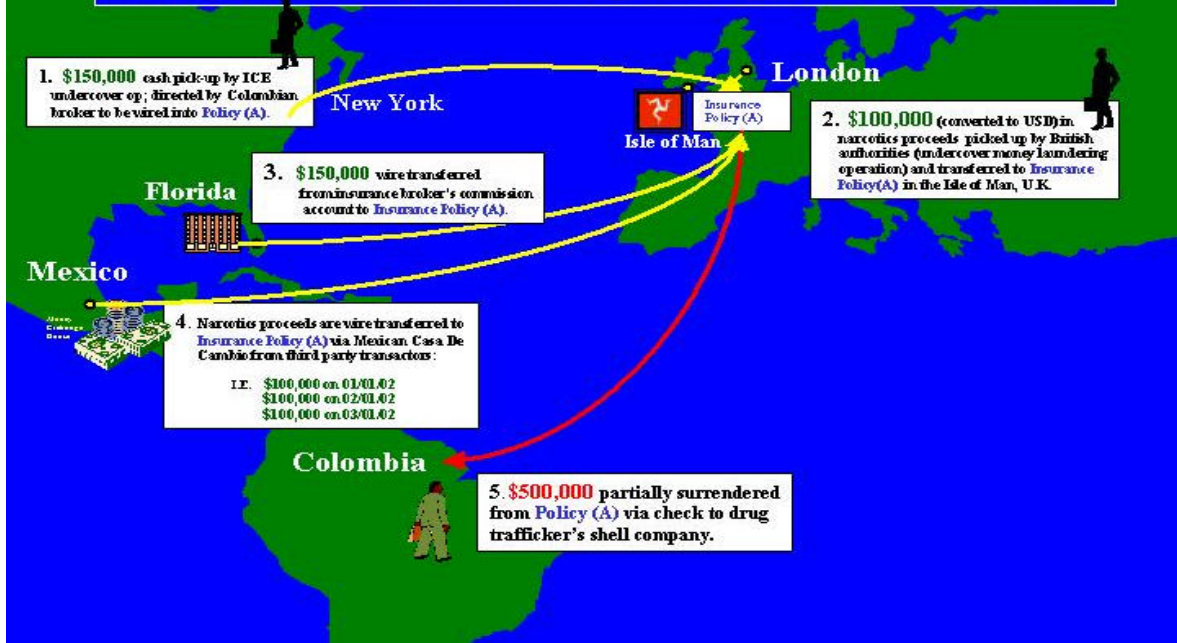 1. $150,000 cash pick-up by ICE
undercover op; directed by Colombian
broker to be wired into Policy (A).
New York
London
Insurance
Policy (A)
Isle of Man
2. $100,000 (converted to USD) in
narcotics proceeds picked up by British
authorities (undercover money laundering
operation) and transferred to Insurance
Policy(A) in the Isle of Man, U.K.
3. $150,000 wire transferred
from insurance broker's commission
account to Insurance Policy (A).
Florida
Mexico
Money
Exchange
House
4. Narcotics proceeds are wire transferred to
Insurance Policy (A) via Mexican Casa De
Cambio from third party transactors:
I.E. $100,000 on 01/01/02
$100,000 on 02/01/02
$100,000 on 03/01/02
Colombia
5. $500,000 partially surrendered
from Policy (A) via check to drug
trafficker's shell company.